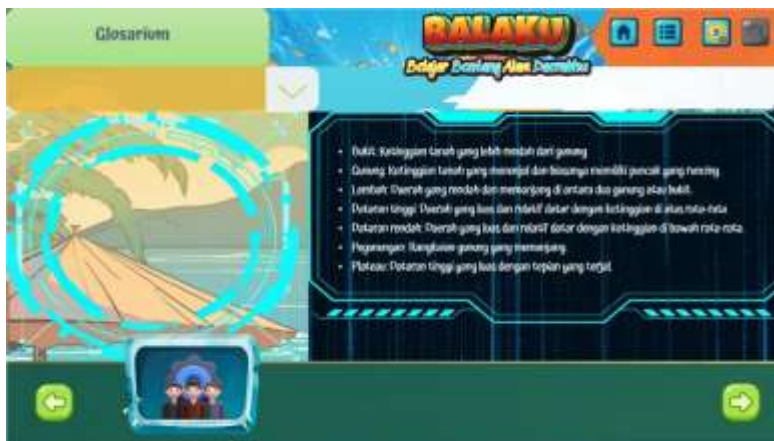 Glosarium
BALAKU
Belajar Bentang Alam Daerahku
• Bukit: Ketinggian tanah yang lebih rendah dari gunung
• Gunung: Ketinggian tanah yang menonjol dan biasanya memiliki puncak yang runcing
• Lembah: Daerah yang rendah dan memanjang di antara dua gunung atau bukit.
• Dataran tinggi: Daerah yang luas dan relatif datar dengan ketinggian di atas rata-rata
• Dataran rendah: Daerah yang luas dan relatif datar dengan ketinggian di bawah rata-rata.
• Pegunungan: Rangkaian gunung yang memanjang
• Plateau: Dataran tinggi yang luas dengan tepian yang terjal